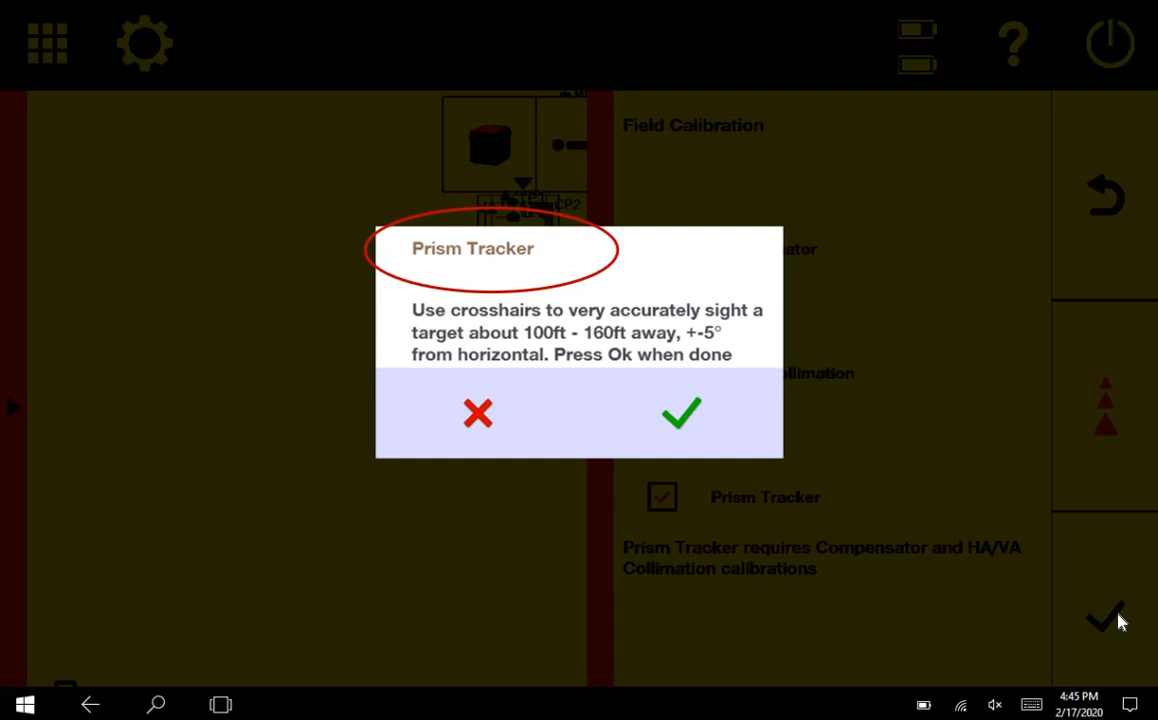 Field Calibration
CP2
Prism Tracker
Use crosshairs to very accurately sight a
target about 100ft - 160ft away, +-5°
from horizontal. Press Ok when done
Prism Tracker
Prism Tracker requires Compensator and HA/VA
Collimation calibrations
4:45 PM
2/17/2020